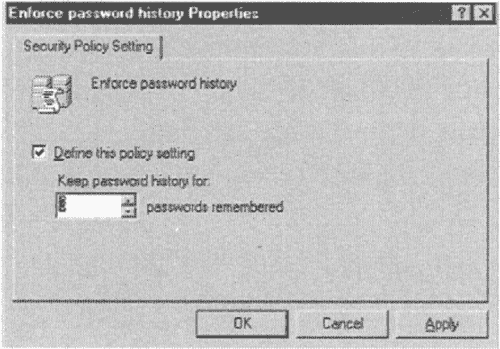 Enforce password history Properties
Security Policy Setting
Enforce password history
Define this policy setting
Keep password history for:
passwords remembered
OK
Cancel
Apply